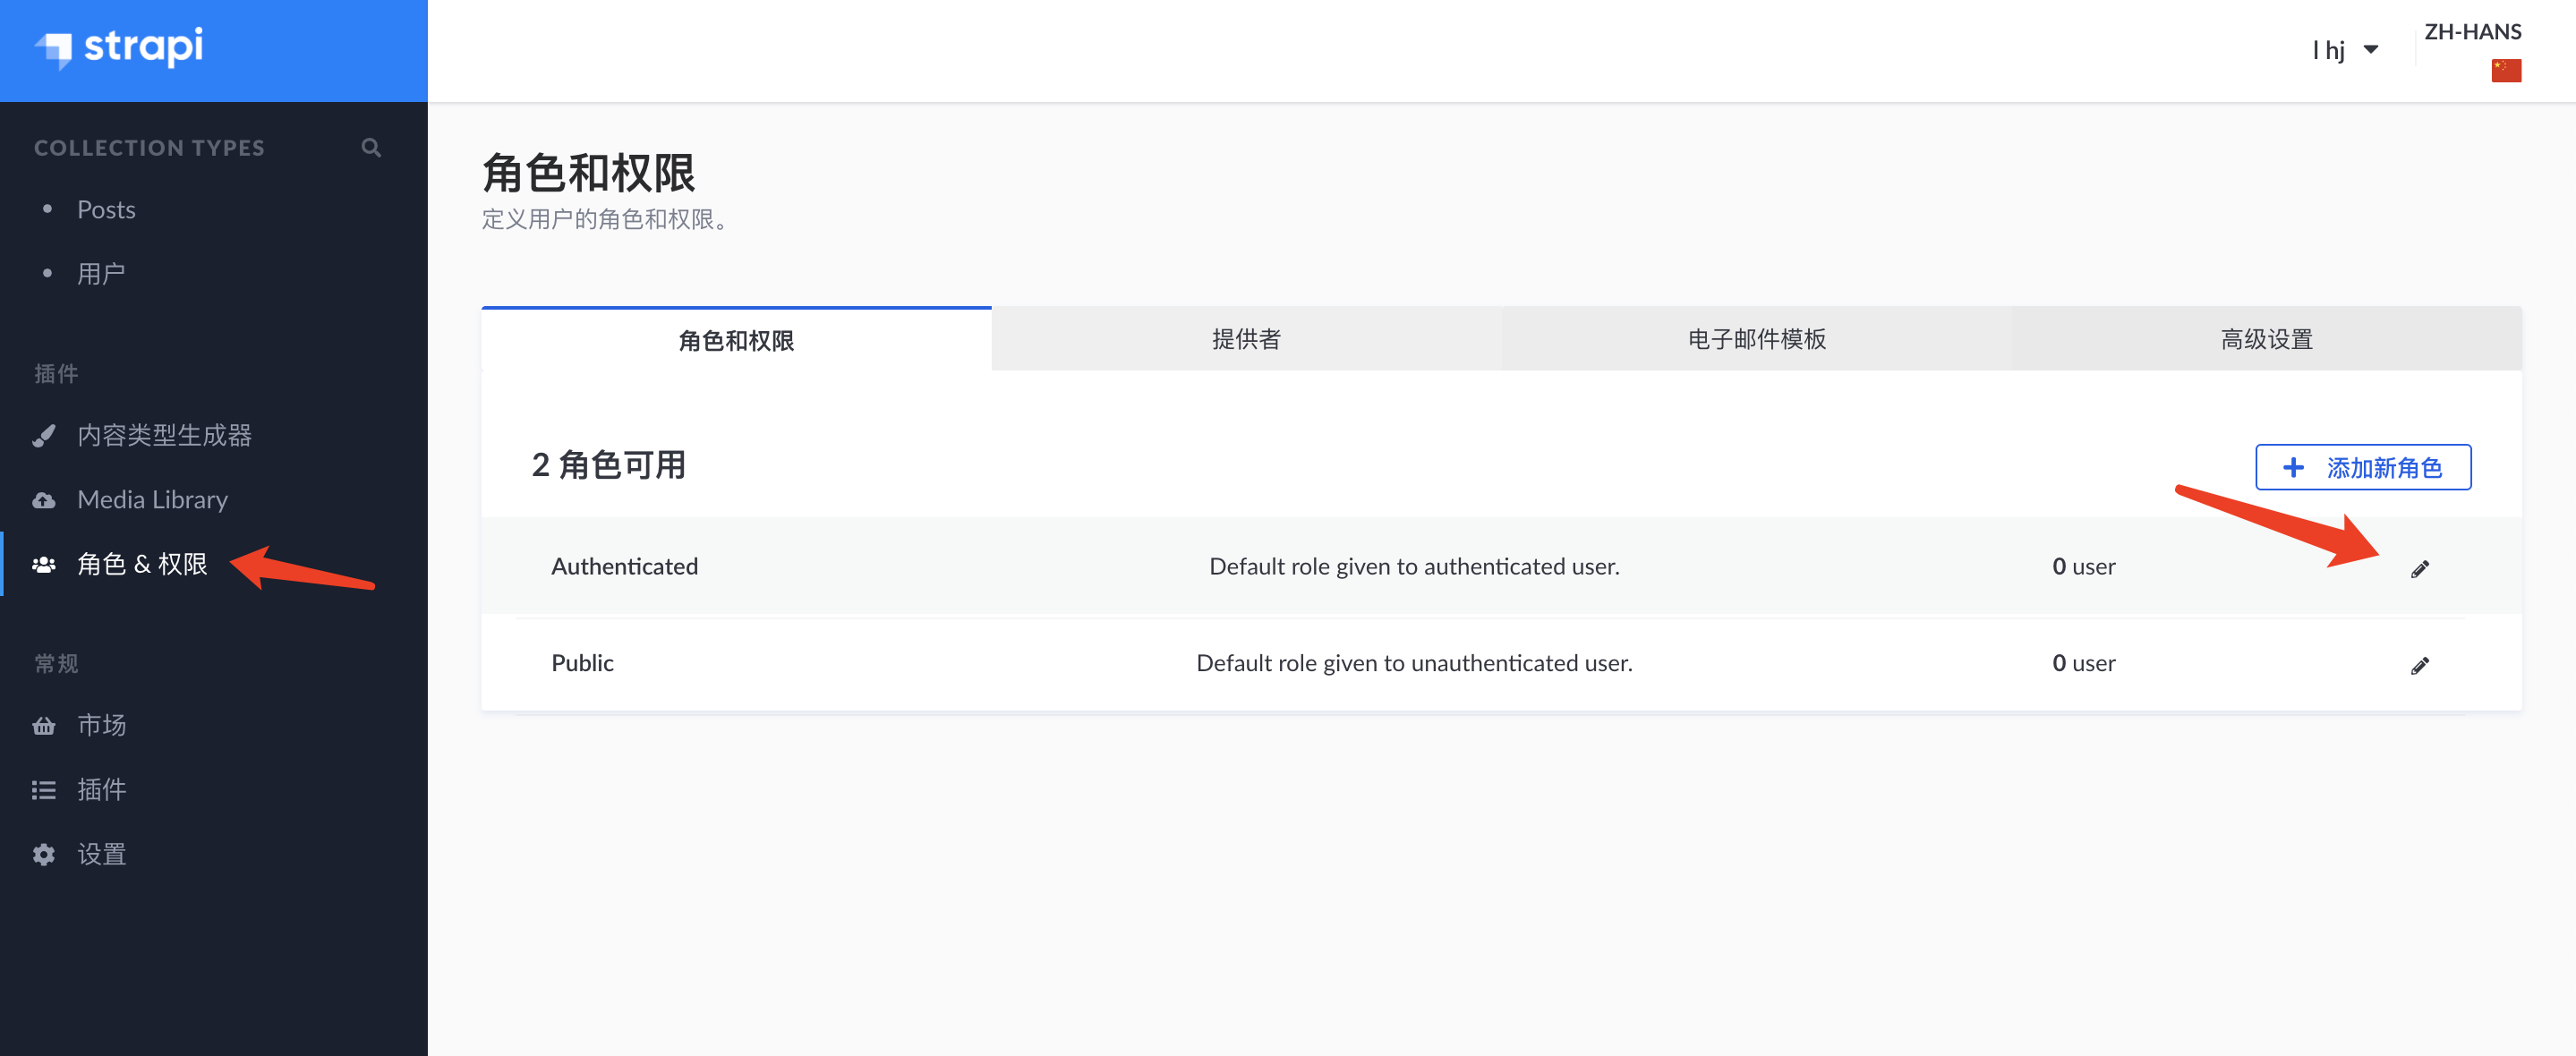 strapi
l hj
ZH-HANS
COLLECTION TYPES
Posts
用户
插件
内容类型生成器
Media Library
角色 & 权限
常规
市场
插件
设置
角色和权限
定义用户的角色和权限。
角色和权限
提供者
电子邮件模板
高级设置
2 角色可用
添加新角色
Authenticated
Default role given to authenticated user.
0 user
Public
Default role given to unauthenticated user.
0 user